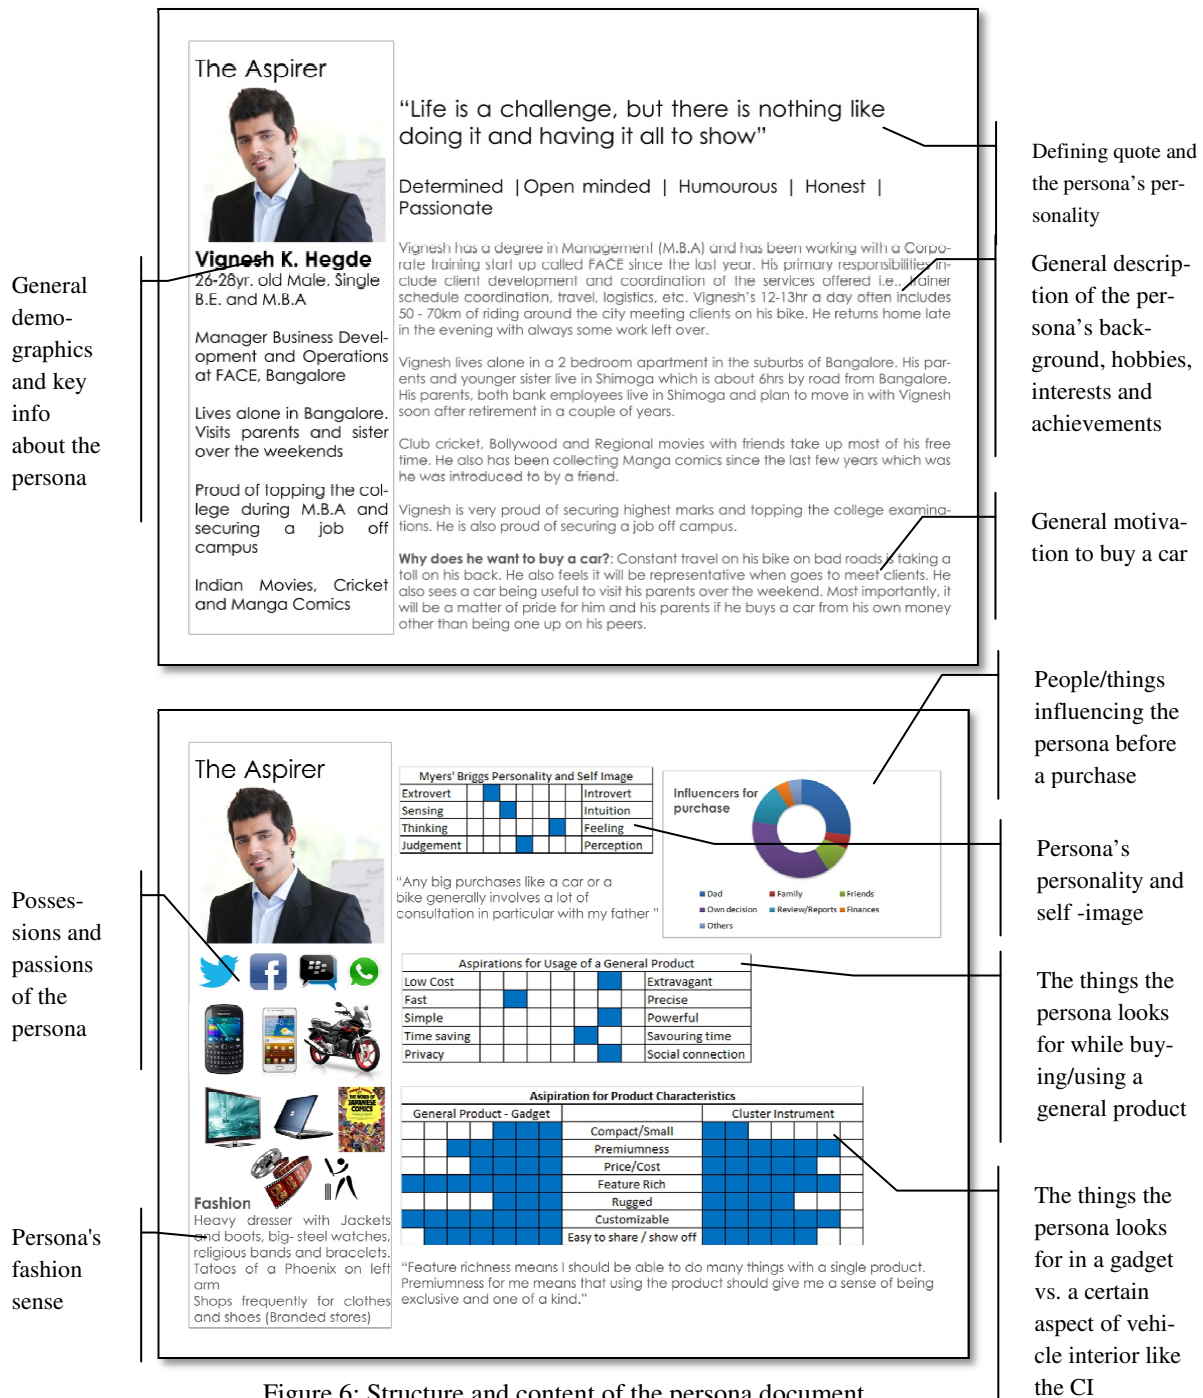 The Aspirer
“Life is a challenge, but there is nothing like
doing it and having it all to show”
Determined |Open minded | Humourous | Honest |
Passionate
Vignesh K. Hegde
26-28yr. old Male. Single
B.E. and M.B.A
Manager Business Devel-
opment and Operations
at FACE, Bangalore
Lives alone in Bangalore.
Visits parents and sister
over the weekends
Proud of topping the col-
lege during M.B.A and
securing a job off
campus
Indian Movies, Cricket
and Manga Comics
Vignesh has a degree in Management (M.B.A) and has been working with a Corpo-
rate training start up called FACE since the last year. His primary responsibilities in-
clude client development and coordination of the services offered i.e., trainer
schedule coordination, travel, logistics, etc. Vignesh's 12-13hr a day often includes
50 - 70km of riding around the city meeting clients on his bike. He returns home late
in the evening with always some work left over.
Vignesh lives alone in a 2 bedroom apartment in the suburbs of Bangalore. His par-
ents and younger sister live in Shimoga which is about 6hrs by road from Bangalore.
His parents, both bank employees live in Shimoga and plan to move in with Vignesh
soon after retirement in a couple of years.
Club cricket, Bollywood and Regional movies with friends take up most of his free
time. He also has been collecting Manga comics since the last few years which was
he was introduced to by a friend.
Vignesh is very proud of securing highest marks and topping the college examina-
tions. He is also proud of securing a job off campus.
Why does he want to buy a car?: Constant travel on his bike on bad roads is taking a
toll on his back. He also feels it will be representative when goes to meet clients. He
also sees a car being useful to visit his parents over the weekend. Most importantly, it
will be a matter of pride for him and his parents if he buys a car from his own money
other than being one up on his peers.
General
demo-
graphics
and key
info
about the
persona
Defining quote and
the persona's per-
sonality
General descrip-
tion of the per-
sona's back-
ground, hobbies,
interests and
achievements
General motiva-
tion to buy a car
People/things
influencing the
persona before
a purchase
The Aspirer
Myers' Briggs Personality and Self Image
Extrovert Introvert
Sensing Intuition
Thinking Feeling
Judgement Perception
“Any big purchases like a car or a
bike generally involves a lot of
consultation in particular with my father ”
Influencers for
purchase
Dad Family Friends
Own decision Review/Reports Finances
Others
Aspirations for Usage of a General Product
Low Cost Extravagant
Fast Precise
Simple Powerful
Time saving Savouring time
Privacy Social connection
Asipiration for Product Characteristics
General Product - Gadget Cluster Instrument
Compact/Small
Premiumness
Price/Cost
Feature Rich
Rugged
Customizable
Easy to share / show off
“Feature richness means I should be able to do many things with a single product.
Premiumness for me means that using the product should give me a sense of being
exclusive and one of a kind.”
THE WORLD OF
JAPANESE
COMICS
Fashion
Heavy dresser with Jackets
and boots, big- steel watches,
religious bands and bracelets.
Tatoos of a Phoenix on left
arm
Shops frequently for clothes
and shoes (Branded stores)
Posses-
sions and
passions
of the
persona
Persona's
fashion
sense
Persona's
personality and
self -image
The things the
persona looks
for while buy-
ing/using a
general product
The things the
persona looks
for in a gadget
vs. a certain
aspect of vehi-
cle interior like
the CI
Figure 6: Structure and content of the persona document